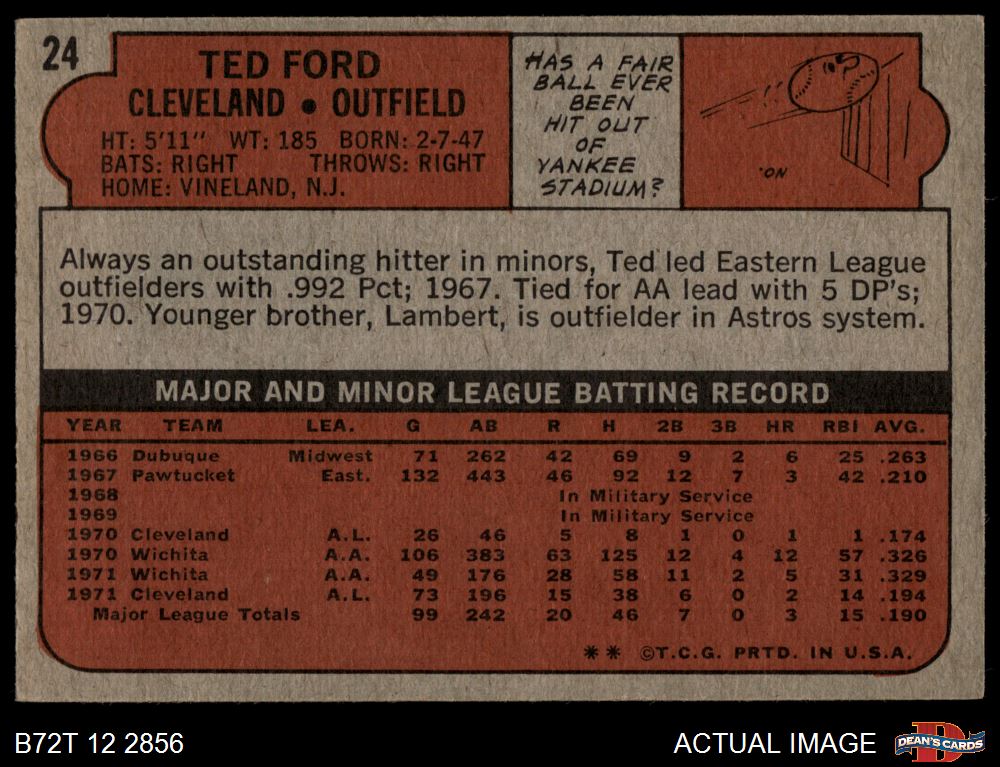 24
TED FORD
CLEVELAND • OUTFIELD
HT: 5'11" WT: 185 BORN: 2-7-47
BATS: RIGHT THROWS: RIGHT
HOME: VINELAND, N.J.
HAS A FAIR
BALL EVER
BEEN
HIT OUT
OF
YANKEE
STADIUM?
'ON
Always an outstanding hitter in minors, Ted led Eastern League
outfielders with .992 Pct; 1967. Tied for AA lead with 5 DP's;
1970. Younger brother, Lambert, is outfielder in Astros system.
MAJOR AND MINOR LEAGUE BATTING RECORD
YEAR TEAM LEA. G AB R H 2B 3B HR RBI AVG.
1966 Dubuque Midwest 71 262 42 69 9 2 6 25 .263
1967 Pawtucket East. 132 443 46 92 12 7 3 42 .210
1968 In Military Service
1969 In Military Service
1970 Cleveland A.L. 26 46 5 8 1 0 1 1 .174
1970 Wichita A.A. 106 383 63 125 12 4 12 57 .326
1971 Wichita A.A. 49 176 28 58 11 2 5 31 .329
1971 Cleveland A.L. 73 196 15 38 6 0 2 14 .194
Major League Totals 99 242 20 46 7 0 3 15 .190
** ©T.C.G. PRTD. IN U.S.A.
B72T 12 2856
ACTUAL IMAGE
D
DEAN'S CARDS